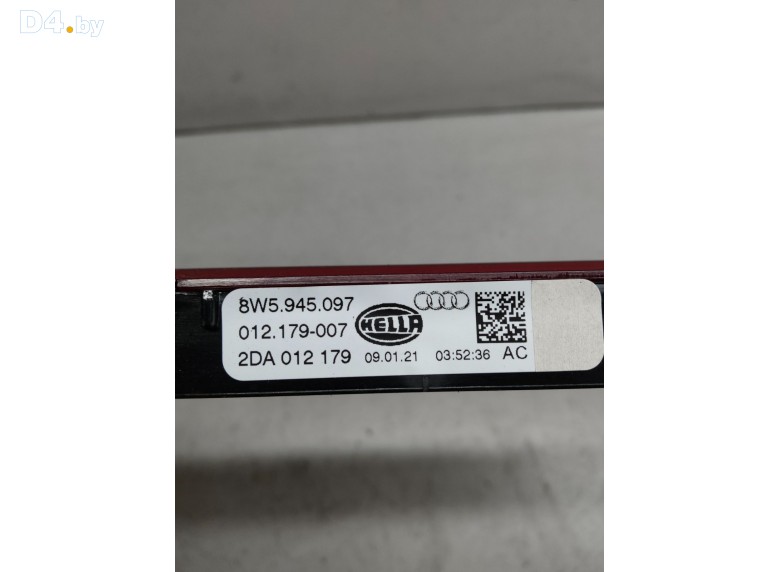 D4.by
8W5.945.097
012.179-007
HELLA
2DA 012 179 09.01.21 03:52:36 AC